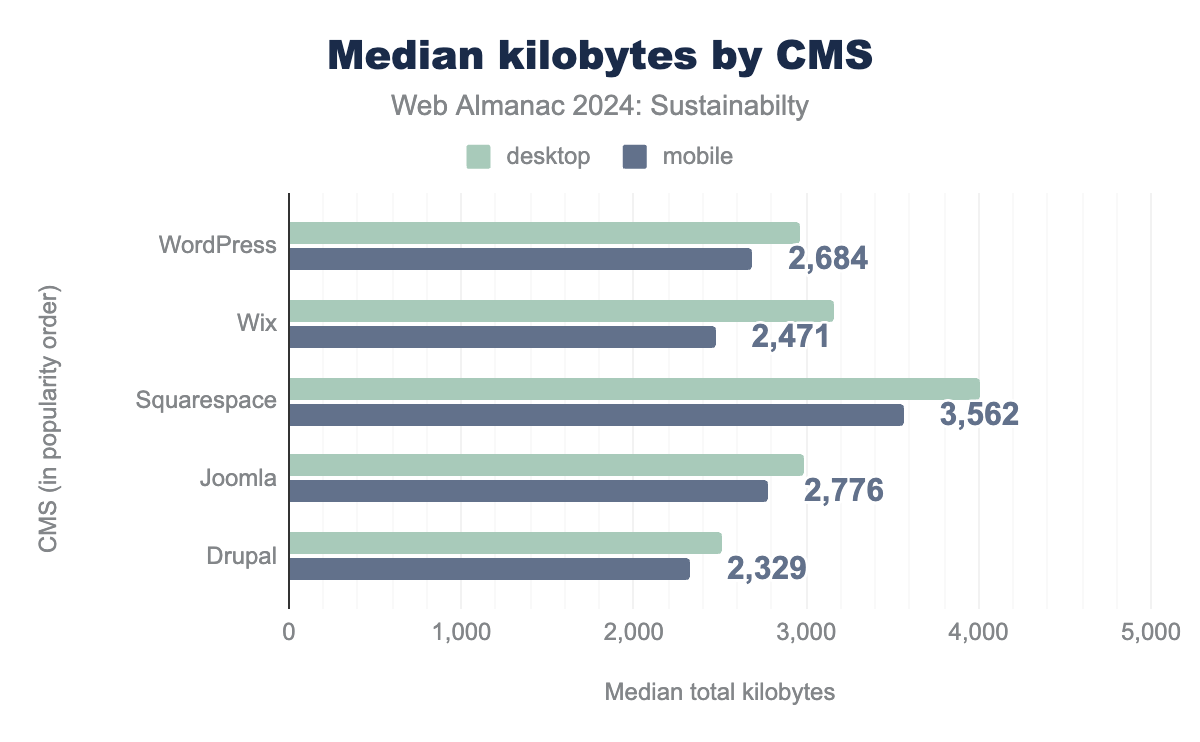 Median kilobytes by CMS
Web Almanac 2024: Sustainabilty
desktop
mobile
CMS (in popularity order)
WordPress
2,684
Wix
2,471
Squarespace
3,562
Joomla
2,776
Drupal
2,329
0
1,000
2,000
3,000
4,000
5,000
Median total kilobytes